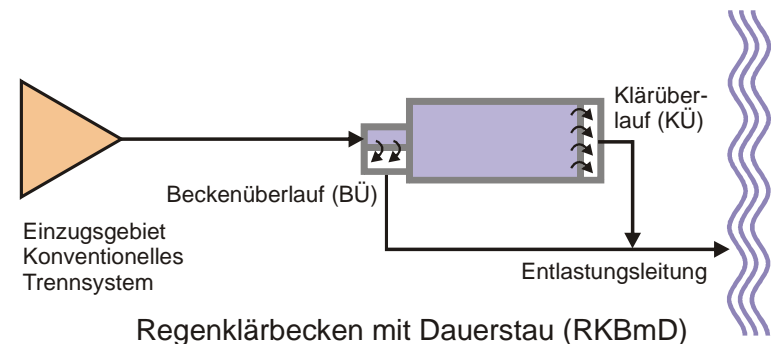 Klärüber-
lauf (KÜ)
Beckenüberlauf (BÜ)
Einzugsgebiet
Konventionelles
Trennsystem
Entlastungsleitung
Regenklärbecken mit Dauerstau (RKBmD)